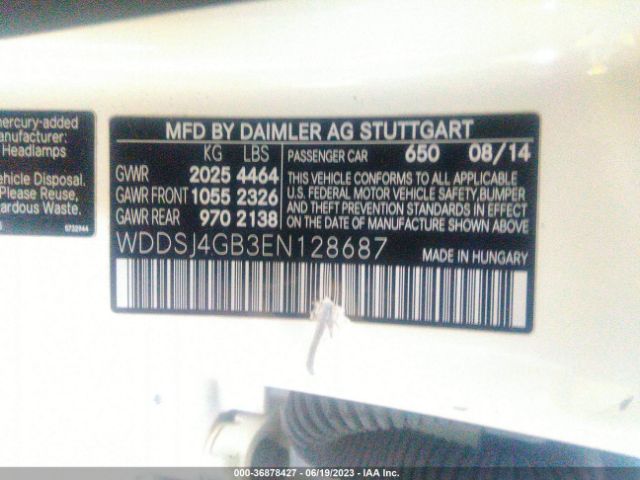 ercury-added
anufacturer:
Headlamps
ehicle Disposal.
Please Reuse,
ardous Waste.
5732944
MFD BY DAIMLER AG STUTTGART
KG LBS
GVWR 2025 4464
GAWR FRONT 1055 2326
GAWR REAR 970 2138
PASSENGER CAR 650 08/14
THIS VEHICLE CONFORMS TO ALL APPLICABLE
U.S. FEDERAL MOTOR VEHICLE SAFETY, BUMPER
AND THEFT PREVENTION STANDARDS IN EFFECT
ON THE DATE OF MANUFACTURE SHOWN ABOVE
WDDSJ4GB3EN128687
MADE IN HUNGARY
000-36878427 - 06/19/2023 - IAA Inc.